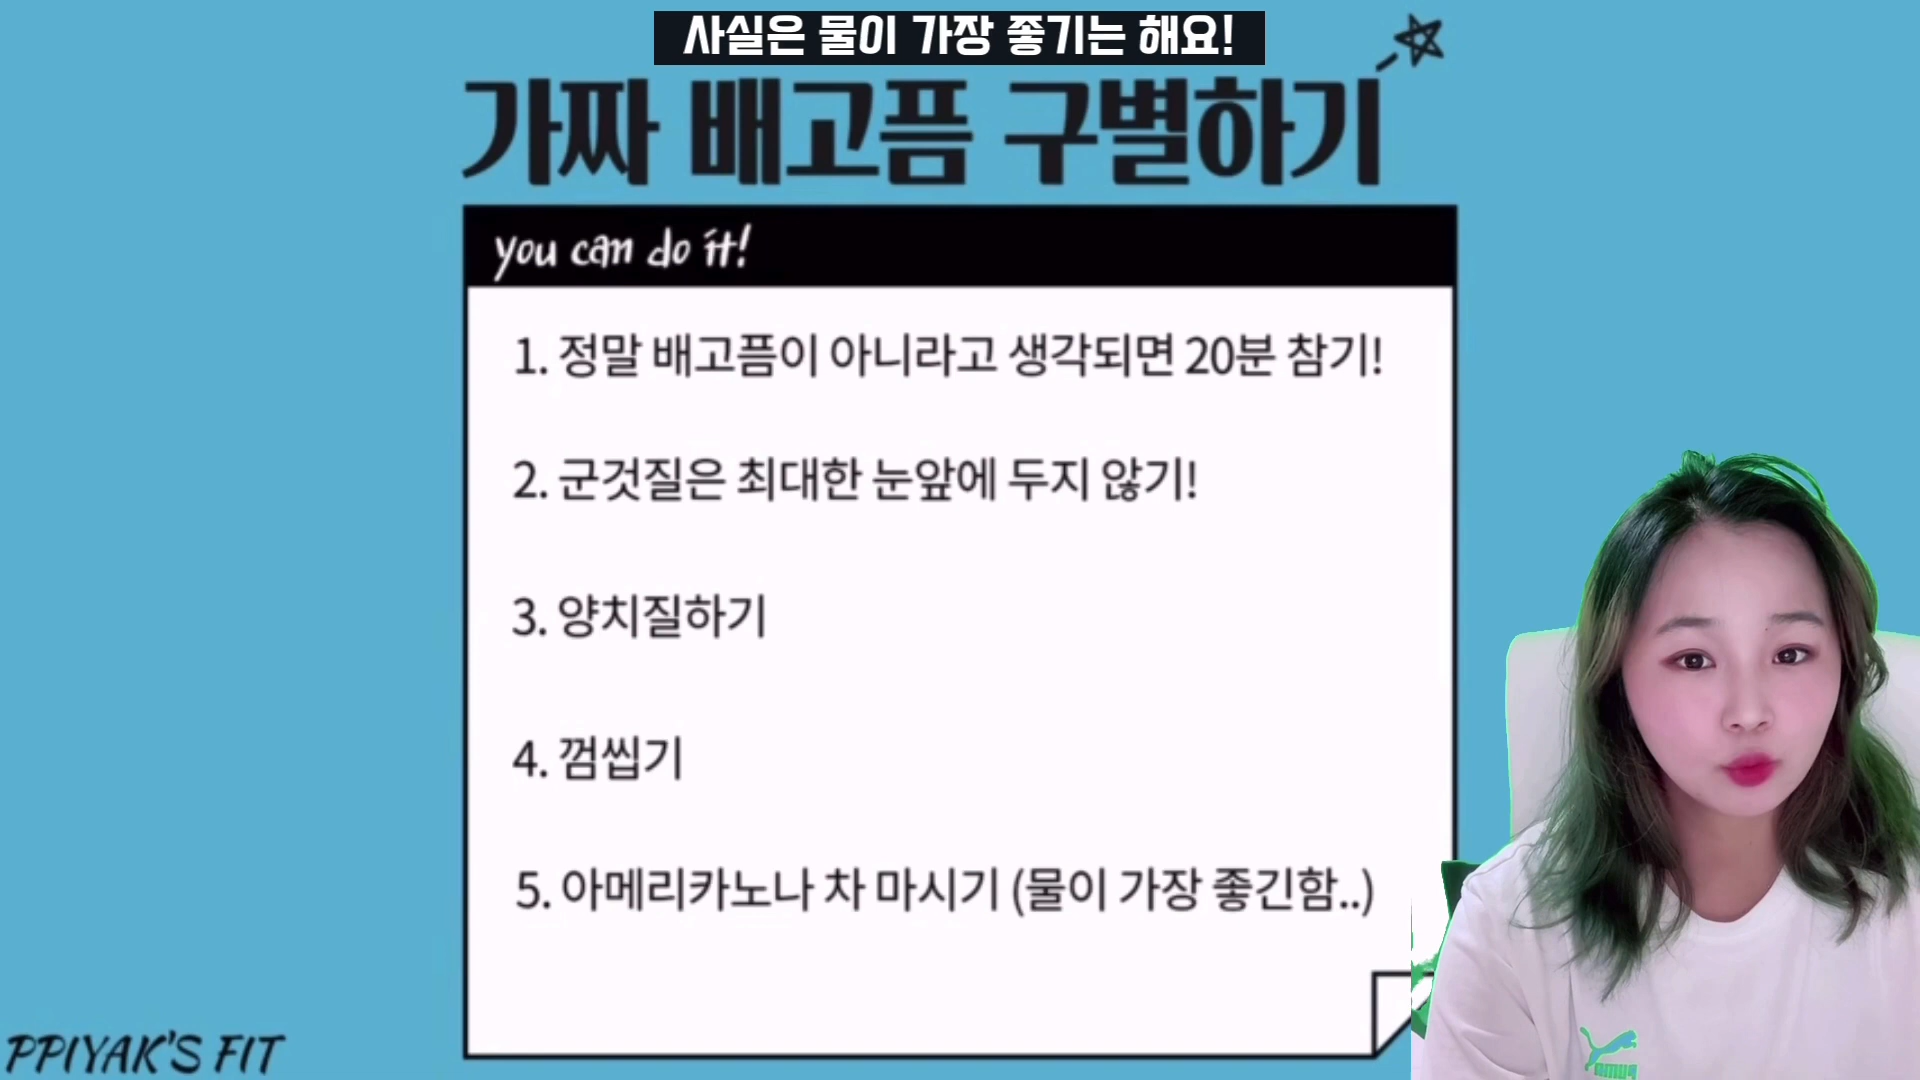 사실은 물이 가장 좋기는 해요!
가짜 배고픔 구별하기
you can do it!
1. 정말 배고픔이 아니라고 생각되면 20분 참기!
2. 군것질은 최대한 눈앞에 두지 않기!
3. 양치질하기
4. 껌씹기
5. 아메리카노나 차 마시기 (물이 가장 좋긴함..)
PPIYAK'S FIT
PUMA